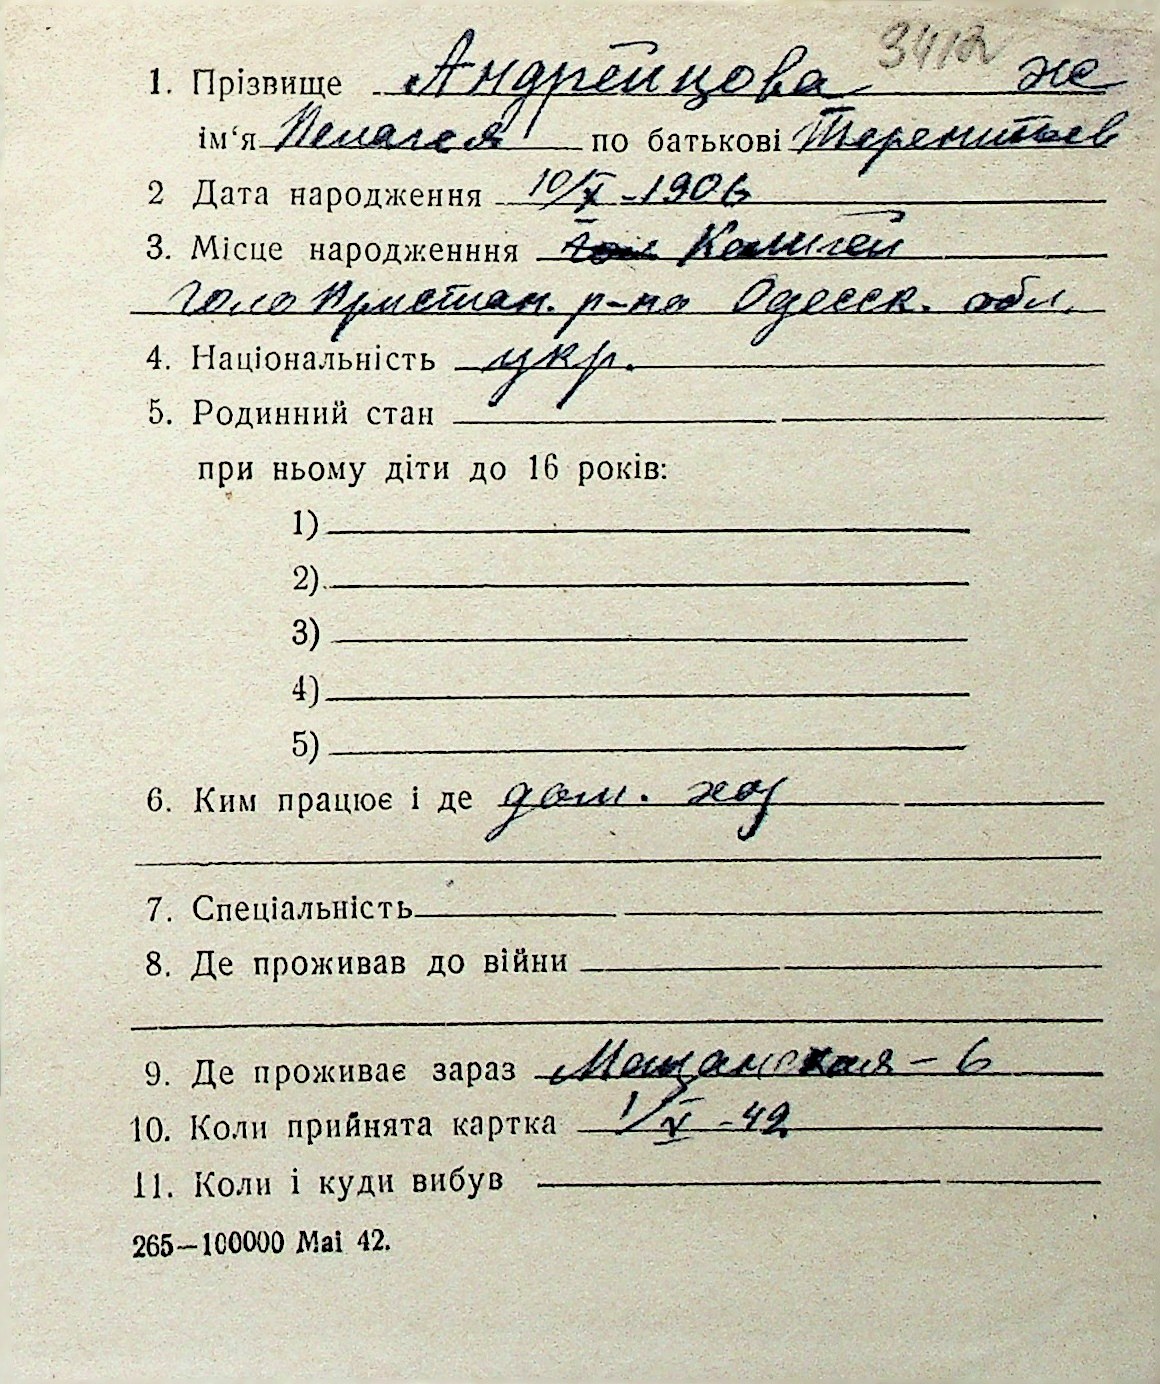 3412
1. Прізвище Андрейцова же
ім‘я Пелагея по батькові Терентьев
2 Дата народження 10/X - 1906
3. Місце народженння Келигей
Голо Пристан. р-на Одесск. обл.
4. Національність укр.
5. Родинний стан
при ньому діти до 16 років:
1)
2)
3)
4)
5)
6. Ким працює і де дом. хоз
7. Спеціальність
8. Де проживав до війни
9. Де проживає зараз Мещанская - 6
10. Коли прийнята картка 1/V - 42
11. Коли і куди вибув
265—100000 Маі 42.